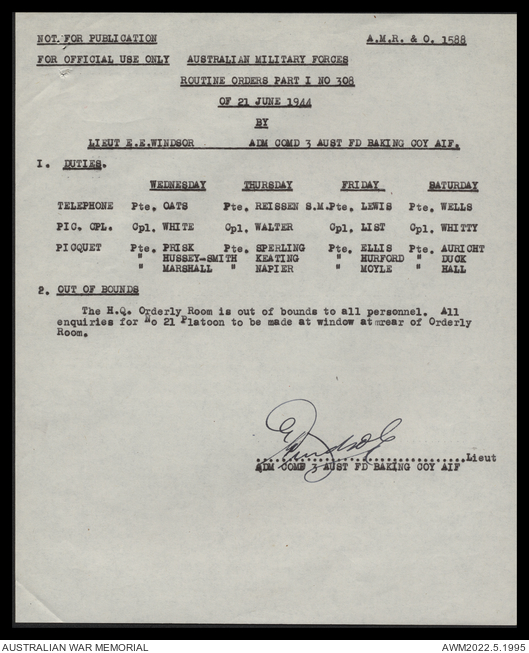 NOT FOR PUBLICATION A.M.R. & O. 1588
FOR OFFICIAL USE ONLY AUSTRALIAN MILITARY FORCES
ROUTINE ORDERS PART I NO 308
OF 21 JUNE 1944
BY
LIEUT E.E.WINDSOR ADM COMD 3 AUST FD BAKING COY AIF.
I. DUTIES.
WEDNESDAY THURSDAY FRIDAY SATURDAY
TELEPHONE Pte. OATS Pte. REISSEN S.M.Pte. LEWIS Pte. WELLS
PIC. CPL. Cpl. WHITE Cpl. WALTER Cpl. LIST Cpl. WHITTY
PICQUET Pte. PRISK Pte. SPERLING Pte. ELLIS Pte. AURICHT
" HUSSEY-SMITH " KEATING " HURFORD " DUCK
" MARSHALL " NAPIER " MOYLE " HALL
2. OUT OF BOUNDS
The H.Q. Orderly Room is out of bounds to all personnel. All
enquiries for No 21 Platoon to be made at window at rear of Orderly
Room.
E Windsor
..............................Lieut
ADM COMD 3 AUST FD BAKING COY AIF
AUSTRALIAN WAR MEMORIAL AWM2022.5.1995